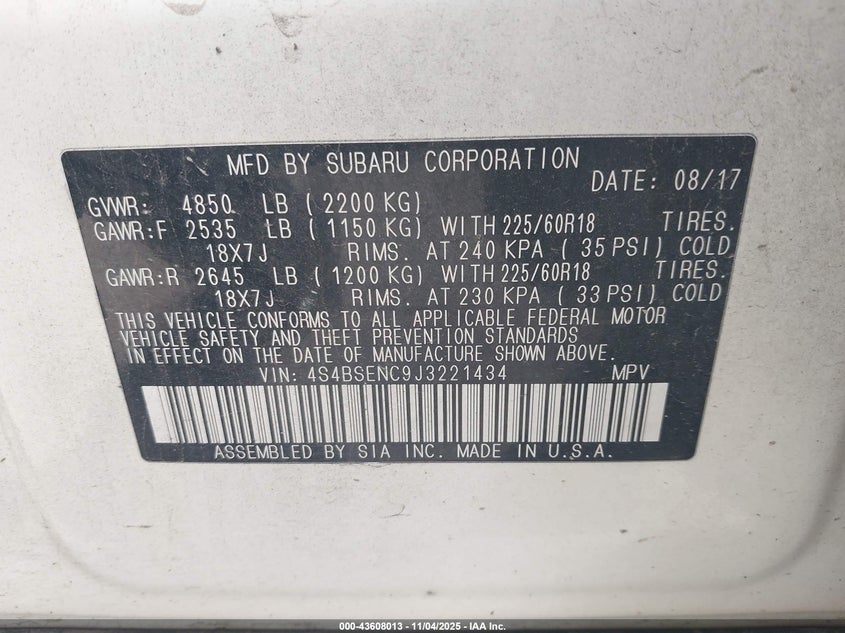 MFD BY SUBARU CORPORATION
DATE: 08/17
GVWR: 4850 LB ( 2200 KG)
GAWR:F 2535 LB ( 1150 KG) WITH 225/60R18 TIRES.
18X7J RIMS. AT 240 KPA ( 35 PSI) COLD
GAWR:R 2645 LB ( 1200 KG) WITH 225/60R18 TIRES.
18X7J RIMS. AT 230 KPA ( 33 PSI) COLD
THIS VEHICLE CONFORMS TO ALL APPLICABLE FEDERAL MOTOR
VEHICLE SAFETY AND THEFT PREVENTION STANDARDS
IN EFFECT ON THE DATE OF MANUFACTURE SHOWN ABOVE.
VIN: 4S4BSENC9J3221434 MPV
ASSEMBLED BY SIA INC. MADE IN U.S.A.
000-43608013 - 11/04/2025 - IAA Inc.